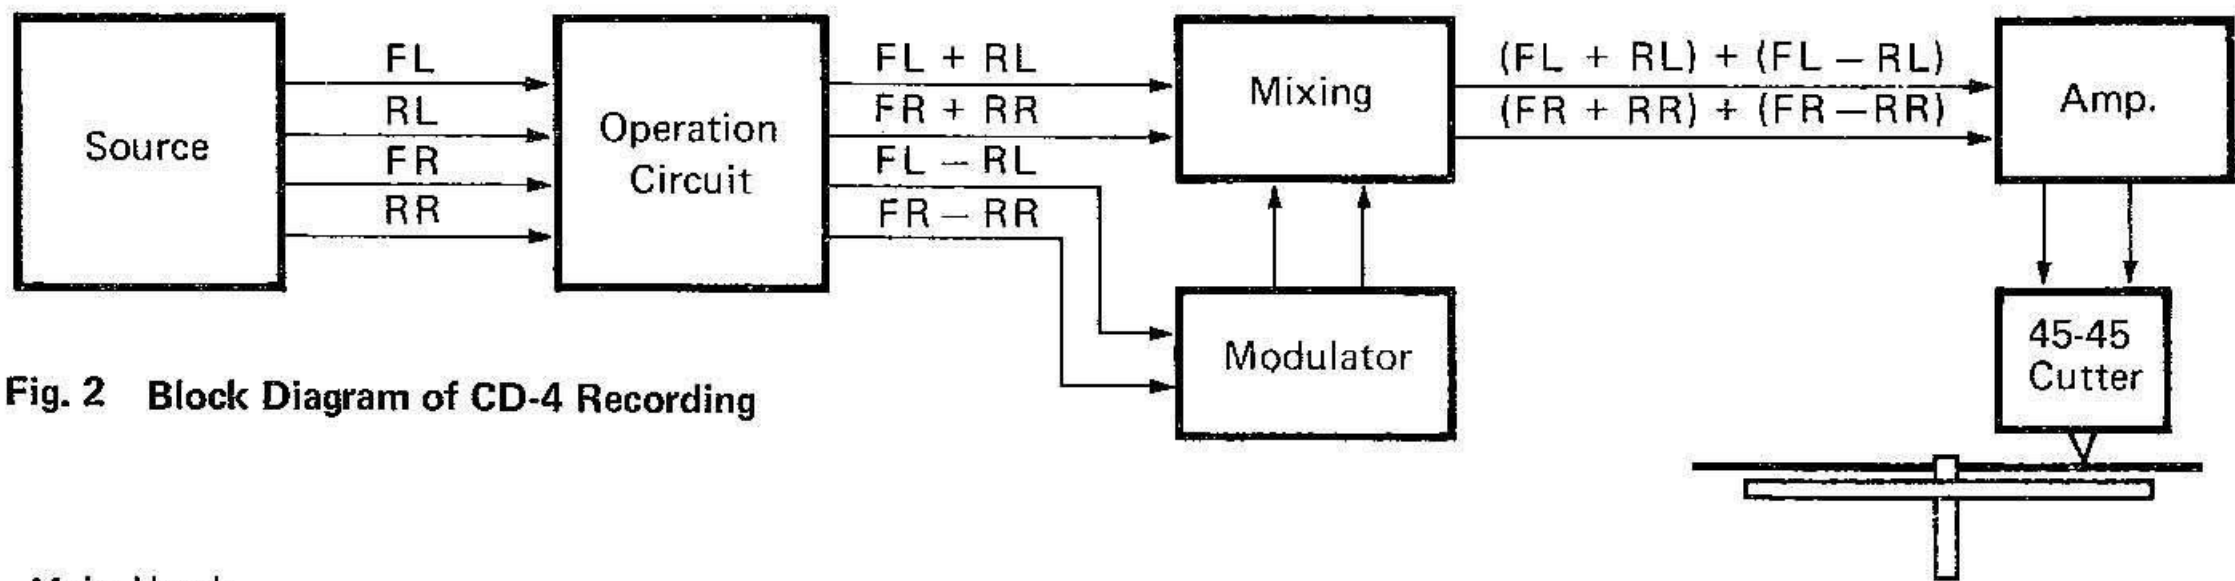 Source
FL
RL
FR
RR
Operation
Circuit
FL + RL
FR + RR
FL – RL
FR – RR
Mixing
Modulator
(FL + RL) + (FL – RL)
(FR + RR) + (FR – RR)
Amp.
45-45
Cutter
Fig. 2 Block Diagram of CD-4 Recording